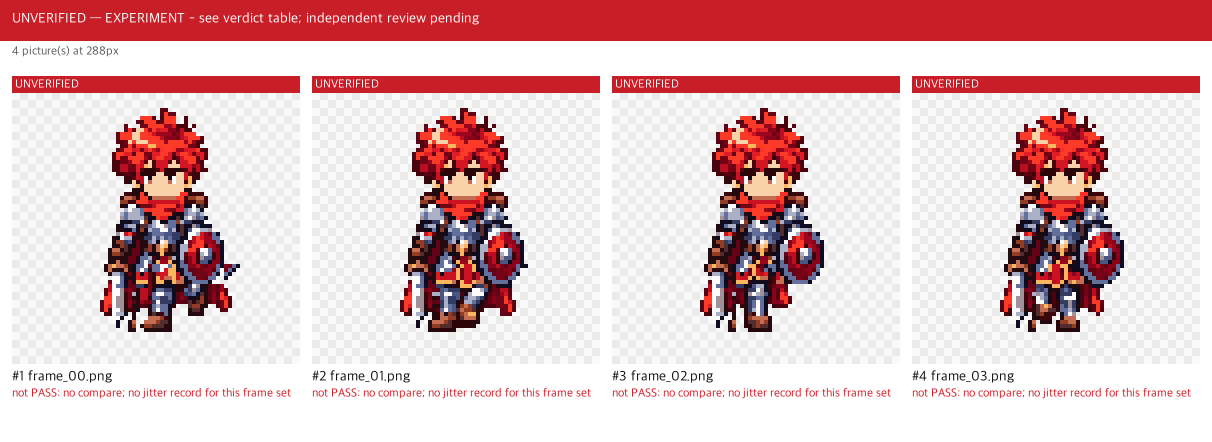 UNVERIFIED — EXPERIMENT – see verdict table; independent review pending
4 picture(s) at 288px
UNVERIFIED
UNVERIFIED
UNVERIFIED
UNVERIFIED
#1 frame_00.png
#2 frame_01.png
#3 frame_02.png
#4 frame_03.png
not PASS: no compare; no jitter record for this frame set
not PASS: no compare; no jitter record for this frame set
not PASS: no compare; no jitter record for this frame set
not PASS: no compare; no jitter record for this frame set